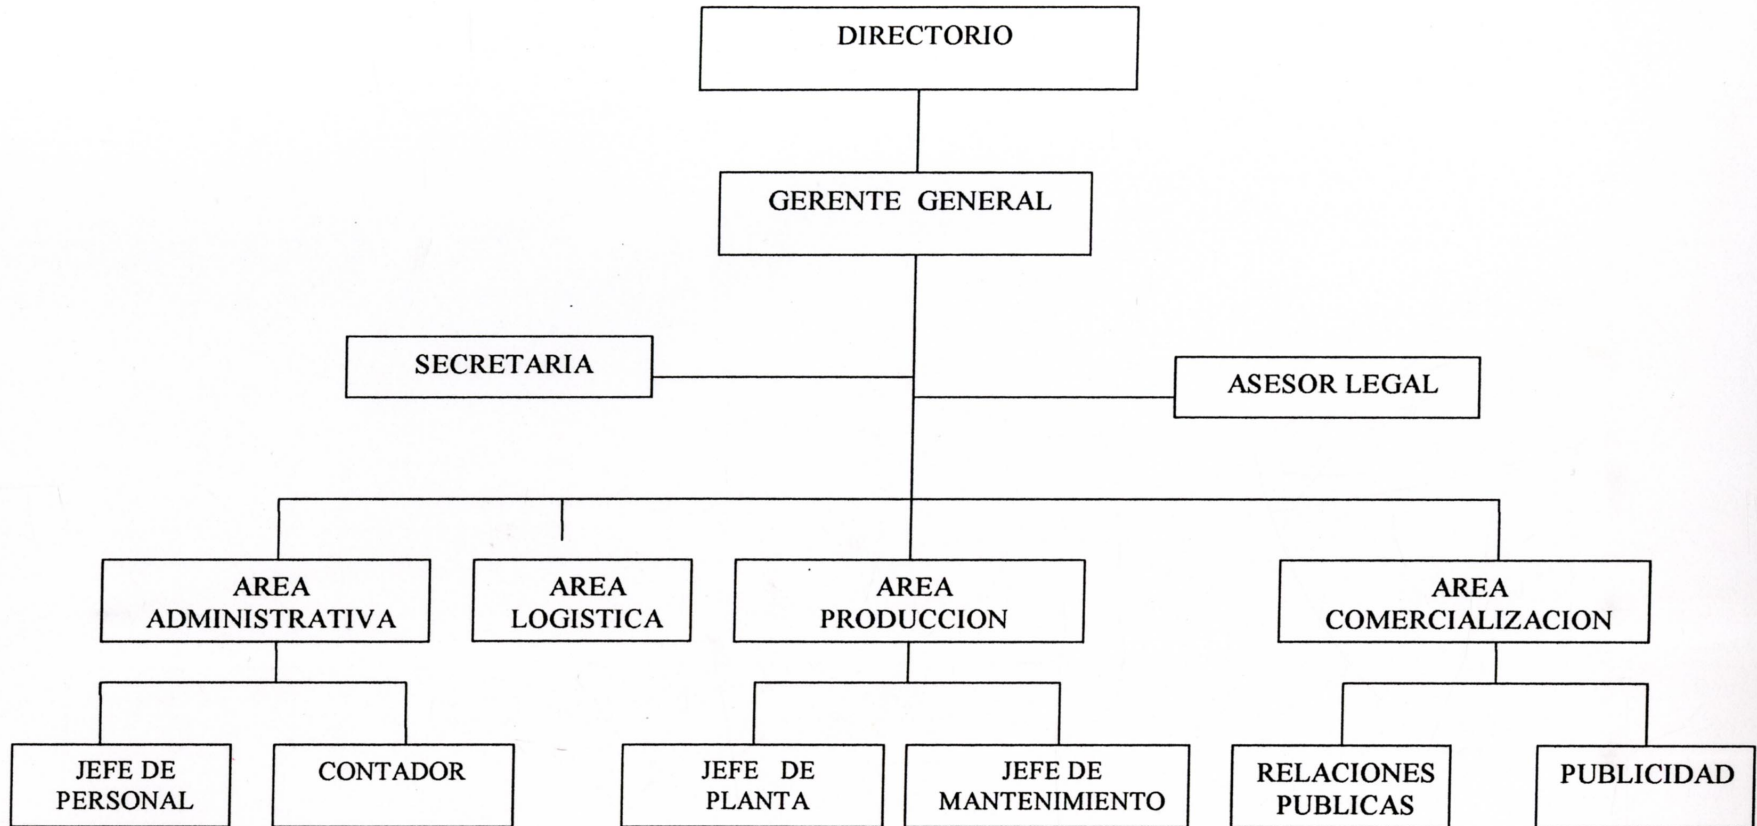 DIRECTORIO
GERENTE GENERAL
SECRETARIA
ASESOR LEGAL
AREA
ADMINISTRATIVA
AREA
LOGISTICA
AREA
PRODUCCION
AREA
COMERCIALIZACION
JEFE DE
PERSONAL
CONTADOR
JEFE DE
PLANTA
JEFE DE
MANTENIMIENTO
RELACIONES
PUBLICAS
PUBLICIDAD